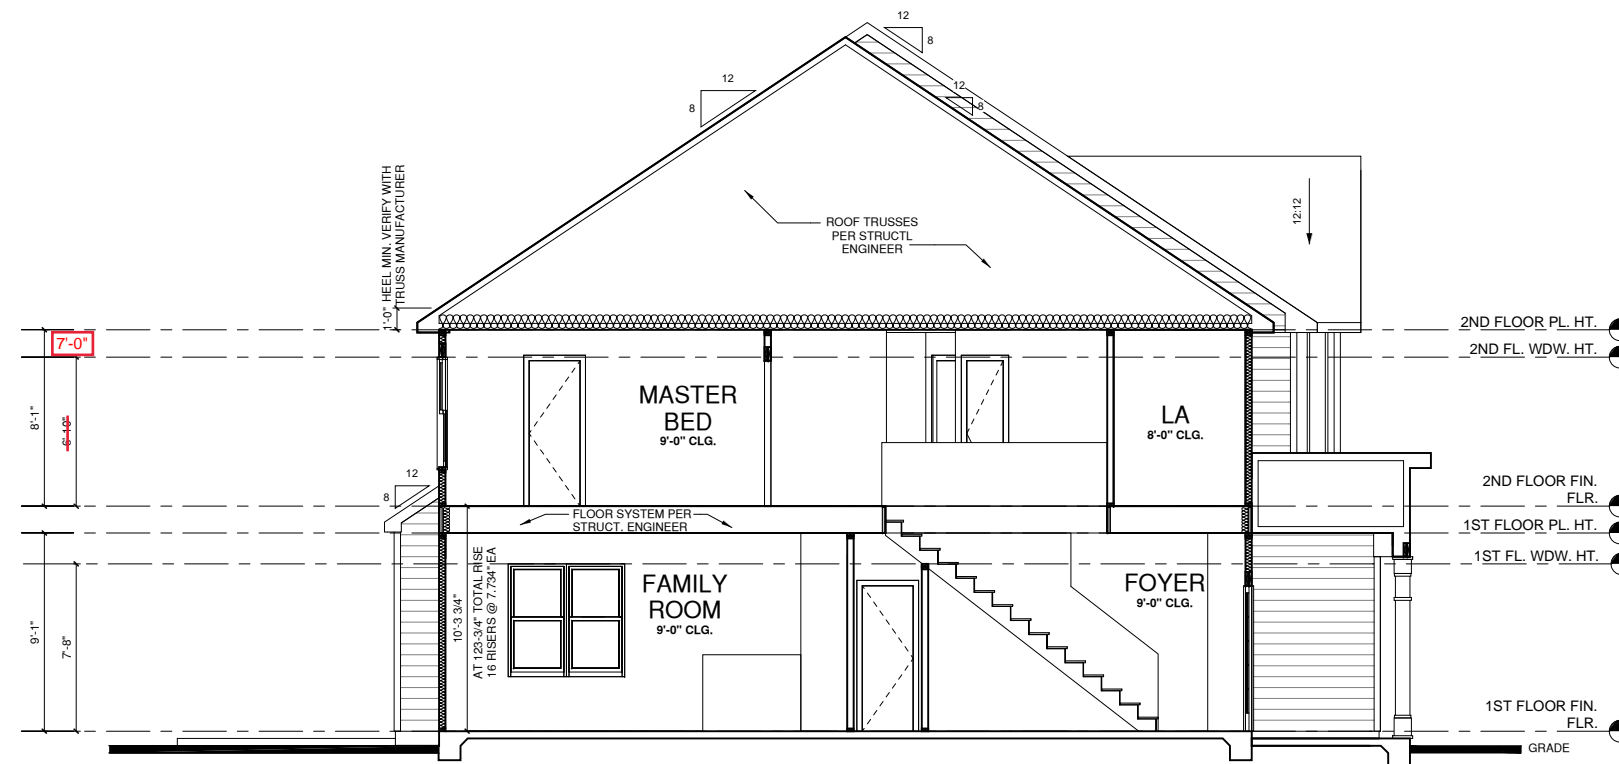 12
8
12
8
12
8
1'-0" HEEL MIN. VERIFY WITH
TRUSS MANUFACTURER
ROOF TRUSSES
PER STRUCTL
ENGINEER
12:12
2ND FLOOR PL. HT.
7'-0"
2ND FL. WDW. HT.
8'-1"
6'-10"
MASTER
BED
9'-0" CLG.
LA
8'-0" CLG.
12
8
2ND FLOOR FIN.
FLR.
FLOOR SYSTEM PER
STRUCT. ENGINEER
1ST FLOOR PL. HT.
1ST FL. WDW. HT.
9'-1"
7'-8"
10'-3 3/4"
AT 123-3/4" TOTAL RISE
16 RISERS @ 7.734" EA
FAMILY
ROOM
9'-0" CLG.
FOYER
9'-0" CLG.
1ST FLOOR FIN.
FLR.
GRADE